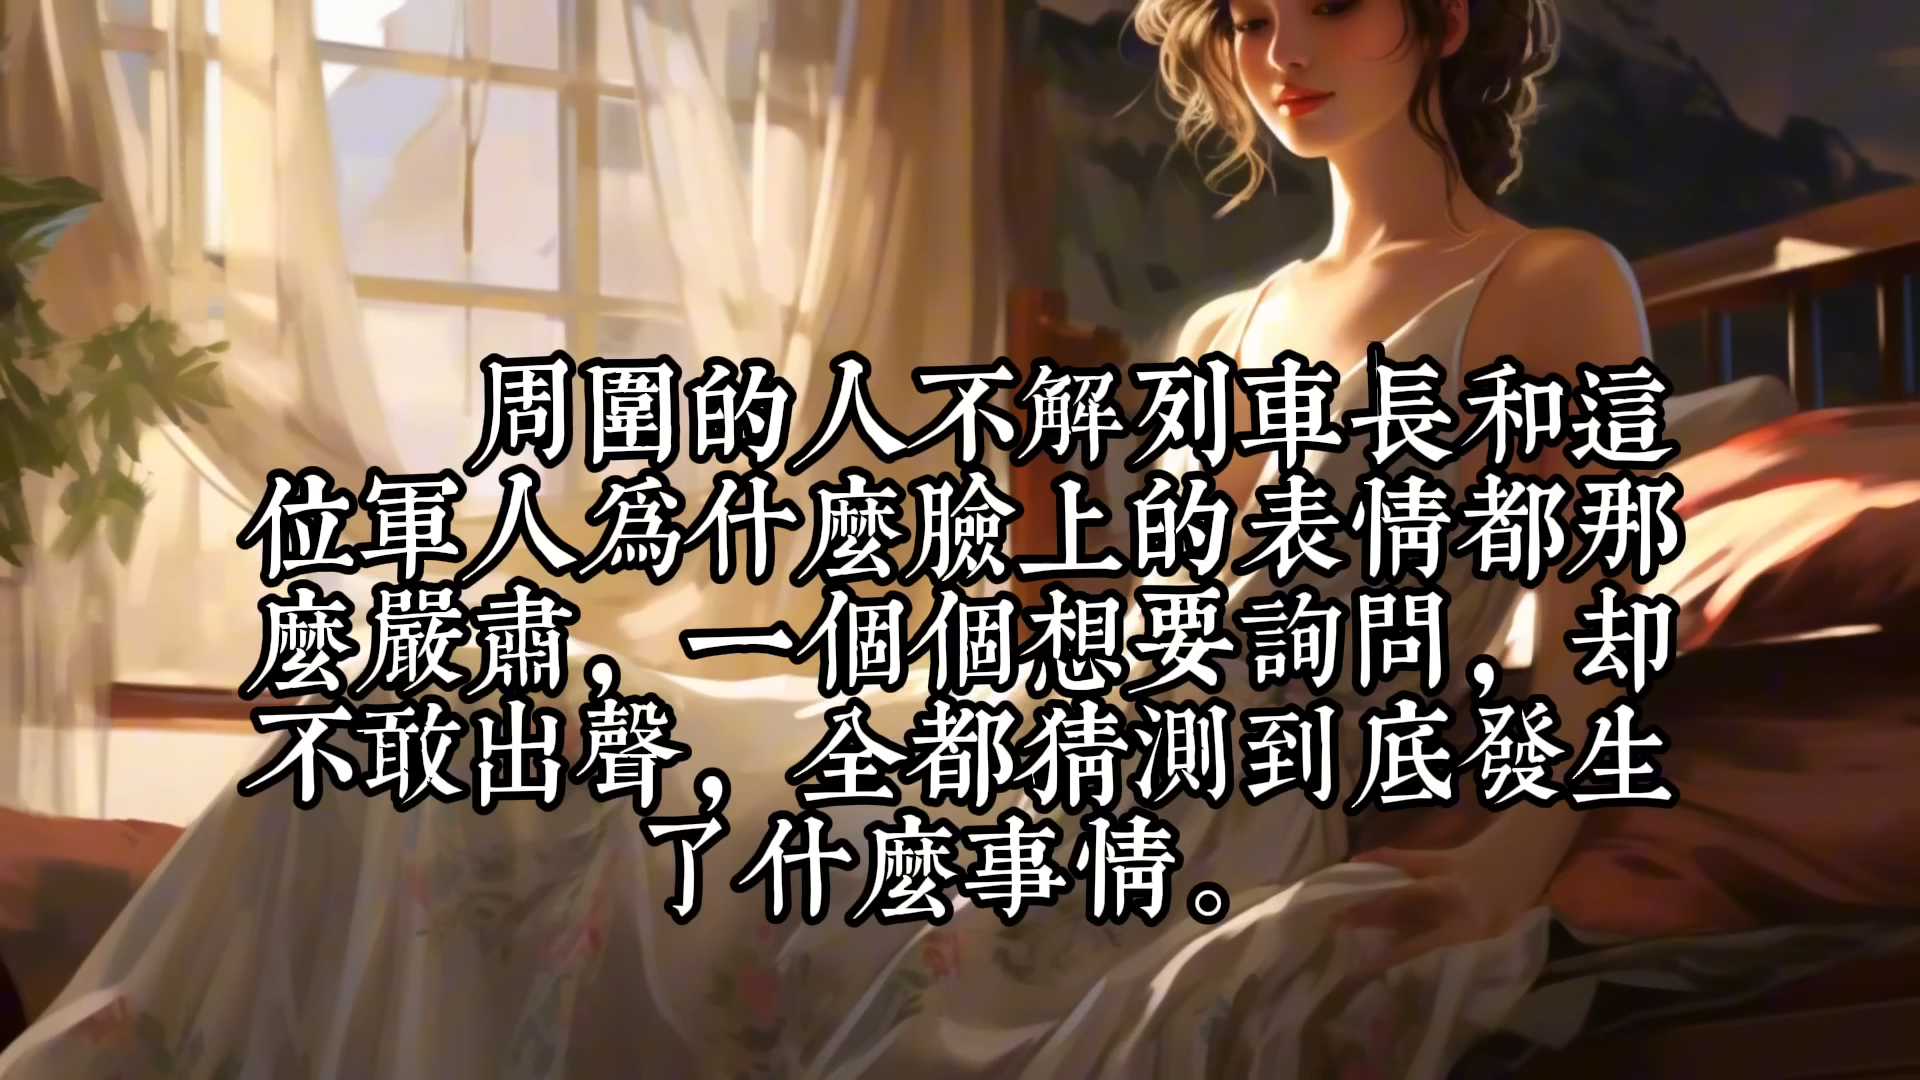 周圍的人不解列車長和這
位軍人爲什麼臉上的表情都那
麼嚴肅，一個個想要詢問，却
不敢出聲，全都猜測到底發生
了什麼事情。